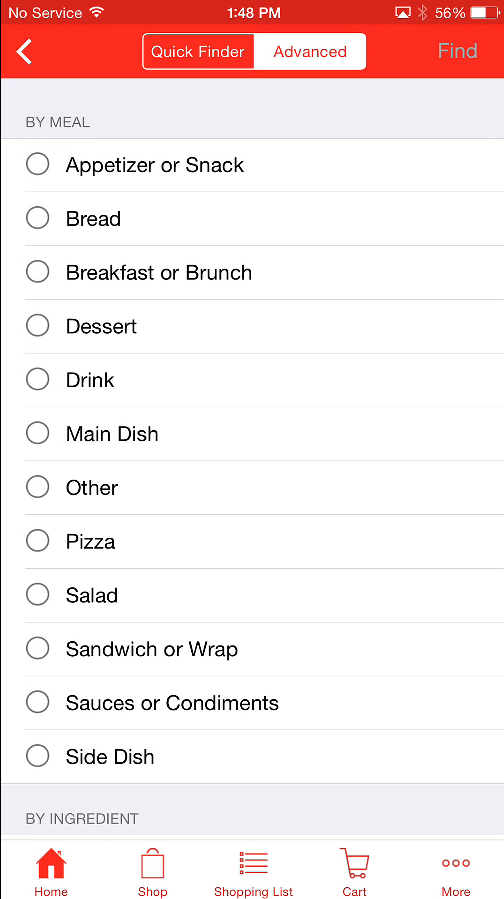 No Service 1:48 PM 56%
Quick Finder Advanced Find
BY MEAL
Appetizer or Snack
Bread
Breakfast or Brunch
Dessert
Drink
Main Dish
Other
Pizza
Salad
Sandwich or Wrap
Sauces or Condiments
Side Dish
BY INGREDIENT
Home Shop Shopping List Cart More